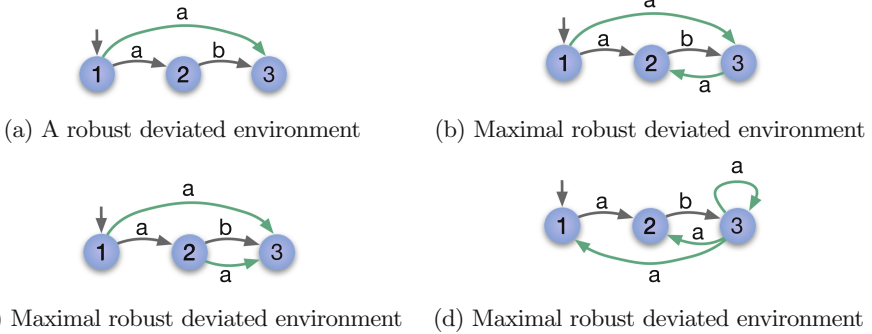 a
a
b
1
2
3
(a) A robust deviated environment
a
a
b
1
2
3
a
(b) Maximal robust deviated environment
a
a
b
1
2
3
a
) Maximal robust deviated environment
a
a
b
1
2
3
a
a
(d) Maximal robust deviated environment